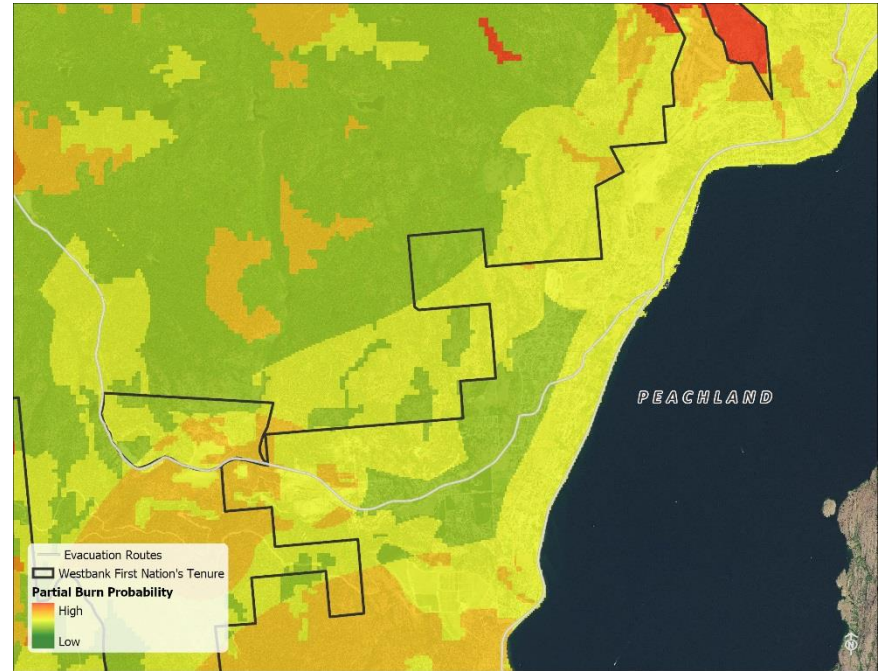 PEACHLAND
Evacuation Routes
Westbank First Nation's Tenure
Partial Burn Probability
High
Low
N